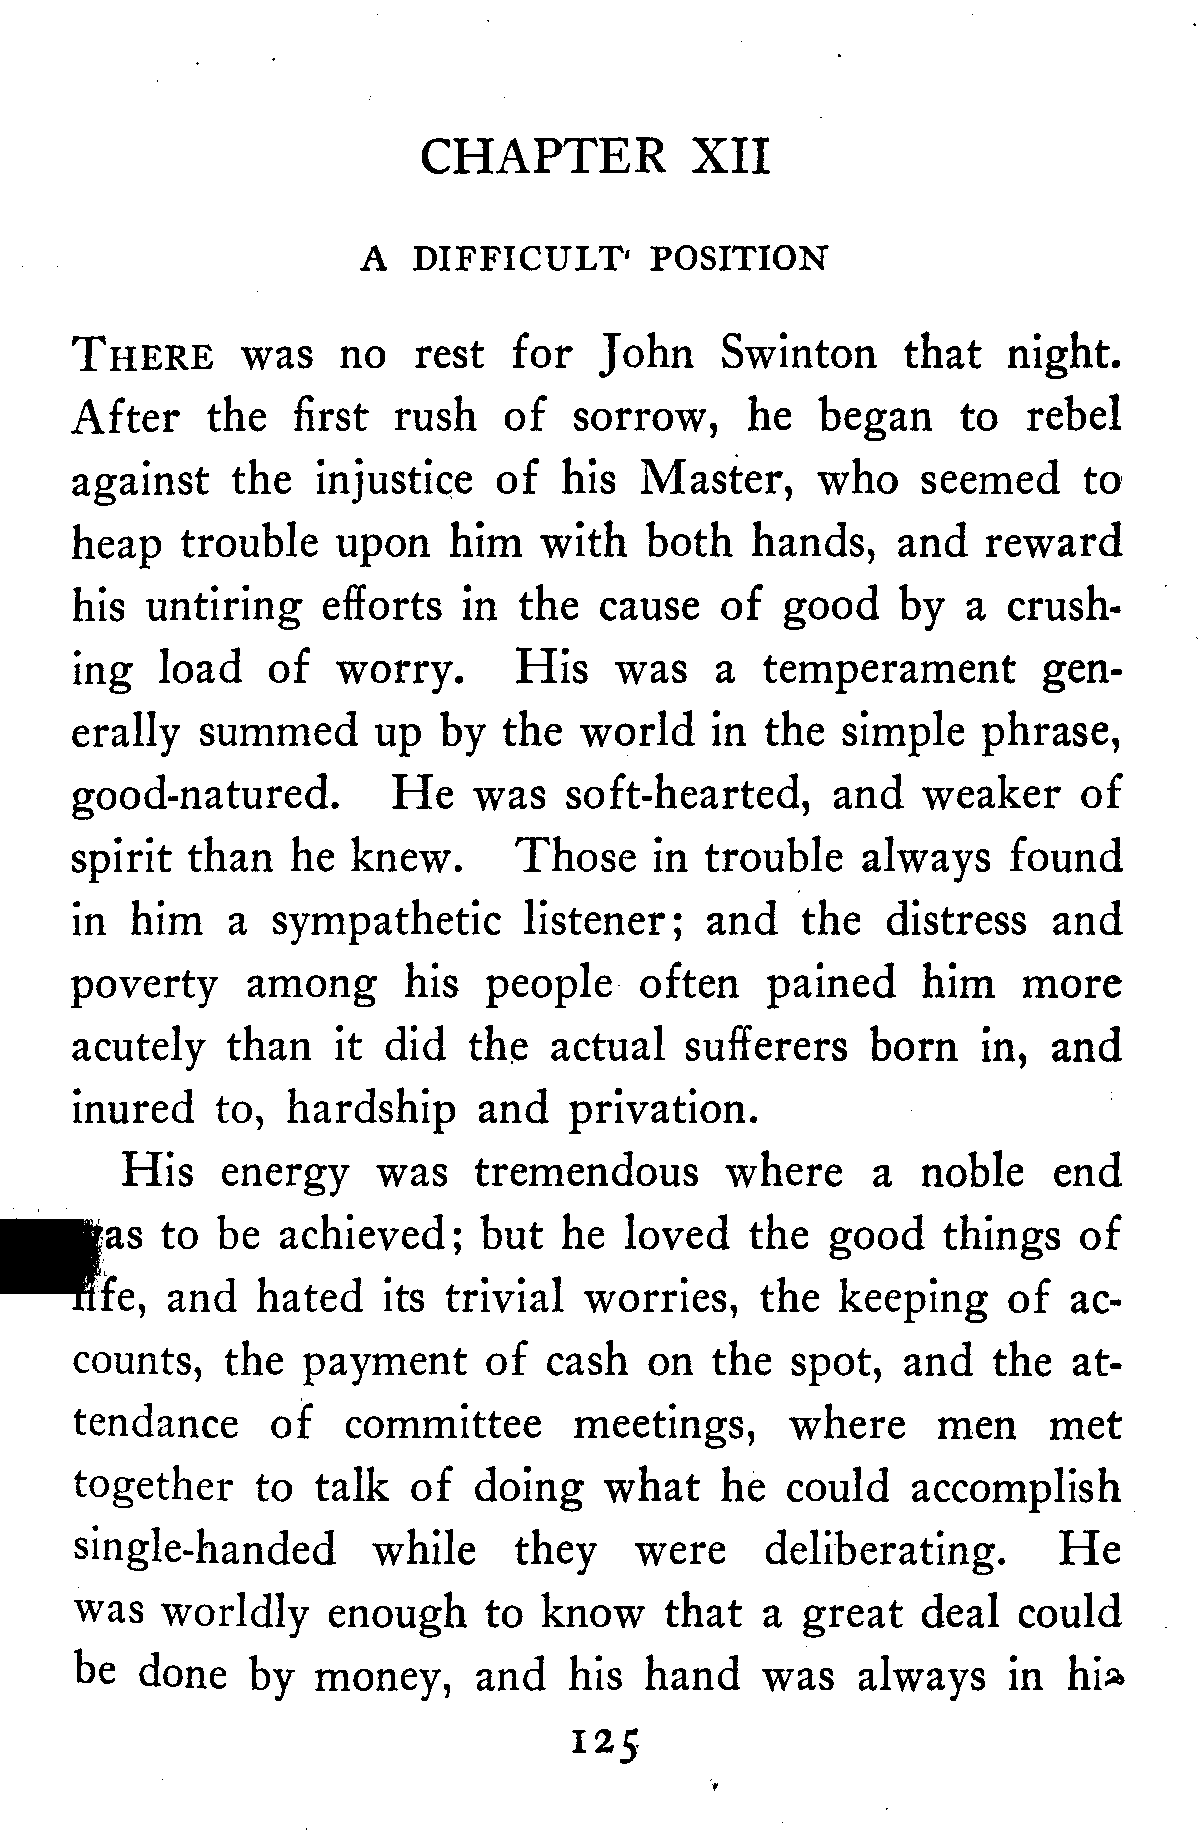 CHAPTER XII
A DIFFICULT POSITION
THERE was no rest for John Swinton that night.
After the first rush of sorrow, he began to rebel
against the injustice of his Master, who seemed to
heap trouble upon him with both hands, and reward
his untiring efforts in the cause of good by a crush-
ing load of worry. His was a temperament gen-
erally summed up by the world in the simple phrase,
good-natured. He was soft-hearted, and weaker of
spirit than he knew. Those in trouble always found
in him a sympathetic listener; and the distress and
poverty among his people often pained him more
acutely than it did the actual sufferers born in, and
inured to, hardship and privation.
His energy was tremendous where a noble end
was to be achieved; but he loved the good things of
life, and hated its trivial worries, the keeping of ac-
counts, the payment of cash on the spot, and the at-
tendance of committee meetings, where men met
together to talk of doing what he could accomplish
single-handed while they were deliberating. He
was worldly enough to know that a great deal could
be done by money, and his hand was always in his
125